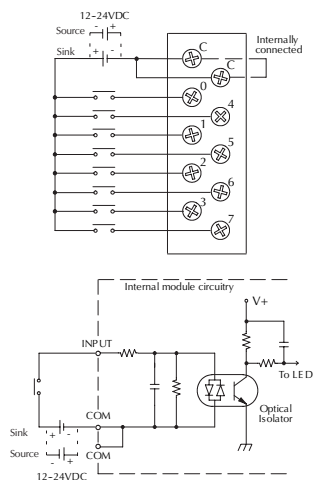 12-24VDC
Source - +
Sink + -
Internally
connected
C
C
0
4
1
5
2
6
3
7
Internal module circuitry
V+
INPUT
To LED
Optical
Isolator
COM
Sink + -
Source - +
COM
12-24VDC